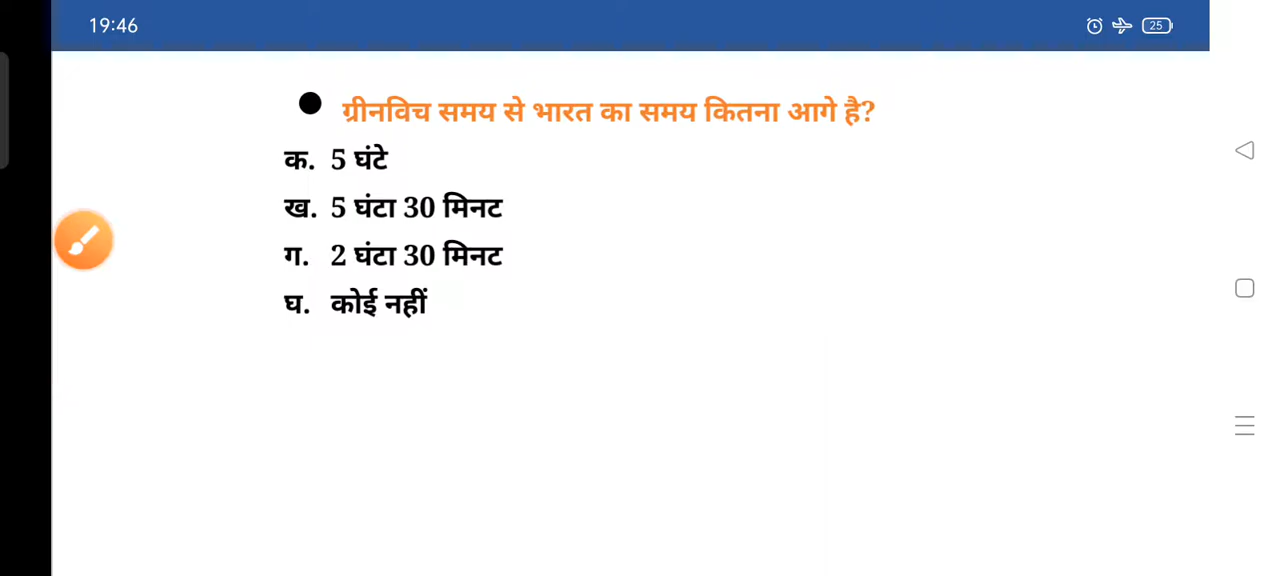 19:46
25
● ग्रीनविच समय से भारत का समय कितना आगे है?
क. 5 घंटे
ख. 5 घंटा 30 मिनट
ग. 2 घंटा 30 मिनट
घ. कोई नहीं